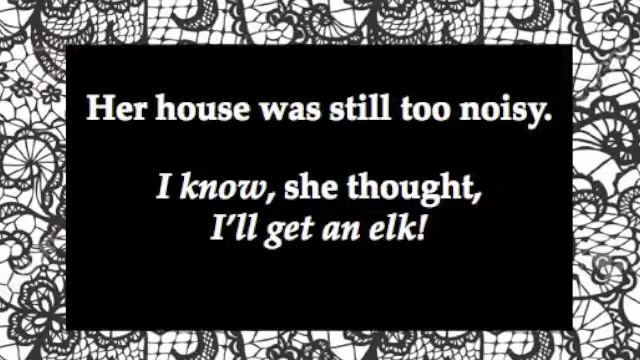 Her house was still too noisy.
I know, she thought,
I’ll get an elk!